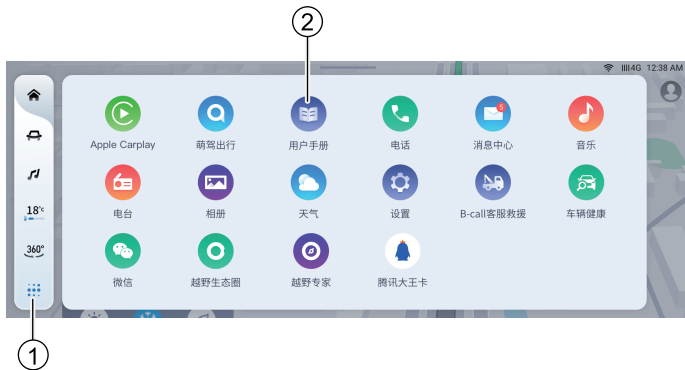 ②
IIII4G 12:38 AM
5
Apple Carplay 萌驾出行 用户手册 电话 消息中心 音乐
18°c
电台 相册 天气 设置 B-call客服救援 车辆健康
360°
微信 越野生态圈 越野专家 腾讯大王卡
①